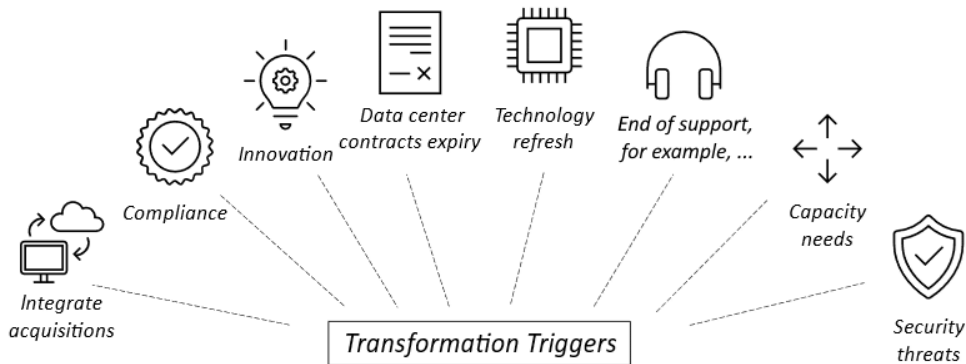 Integrate
acquisitions
Compliance
Innovation
Data center
contracts expiry
Technology
refresh
End of support,
for example, ...
Capacity
needs
Security
threats
Transformation Triggers